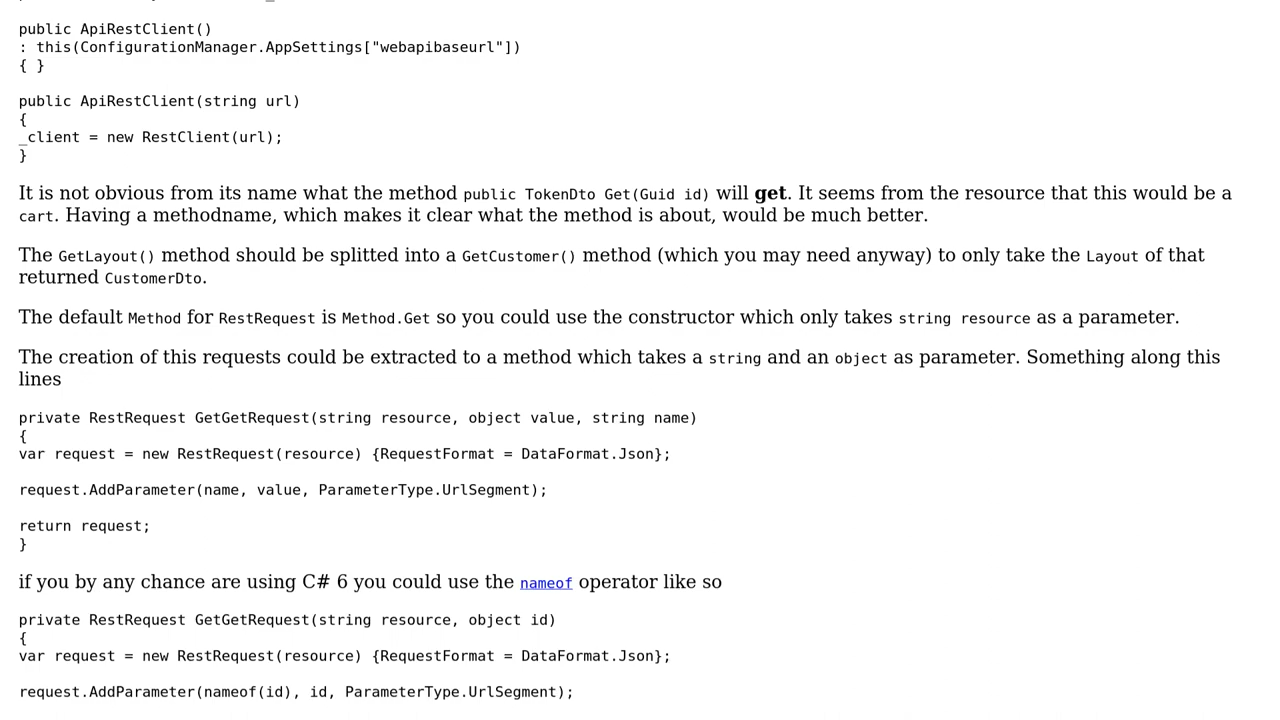 public ApiRestClient()
: this(ConfigurationManager.AppSettings["webapibaseurl"])
{ }
public ApiRestClient(string url)
{
_client = new RestClient(url);
}
It is not obvious from its name what the method public TokenDto Get(Guid id) will get. It seems from the resource that this would be a
cart. Having a methodname, which makes it clear what the method is about, would be much better.
The GetLayout() method should be splitted into a GetCustomer() method (which you may need anyway) to only take the Layout of that
returned CustomerDto.
The default Method for RestRequest is Method.Get so you could use the constructor which only takes string resource as a parameter.
The creation of this requests could be extracted to a method which takes a string and an object as parameter. Something along this
lines
private RestRequest GetGetRequest(string resource, object value, string name)
{
var request = new RestRequest(resource) {RequestFormat = DataFormat.Json};
request.AddParameter(name, value, ParameterType.UrlSegment);
return request;
}
if you by any chance are using C# 6 you could use the nameof operator like so
private RestRequest GetGetRequest(string resource, object id)
{
var request = new RestRequest(resource) {RequestFormat = DataFormat.Json};
request.AddParameter(nameof(id), id, ParameterType.UrlSegment);